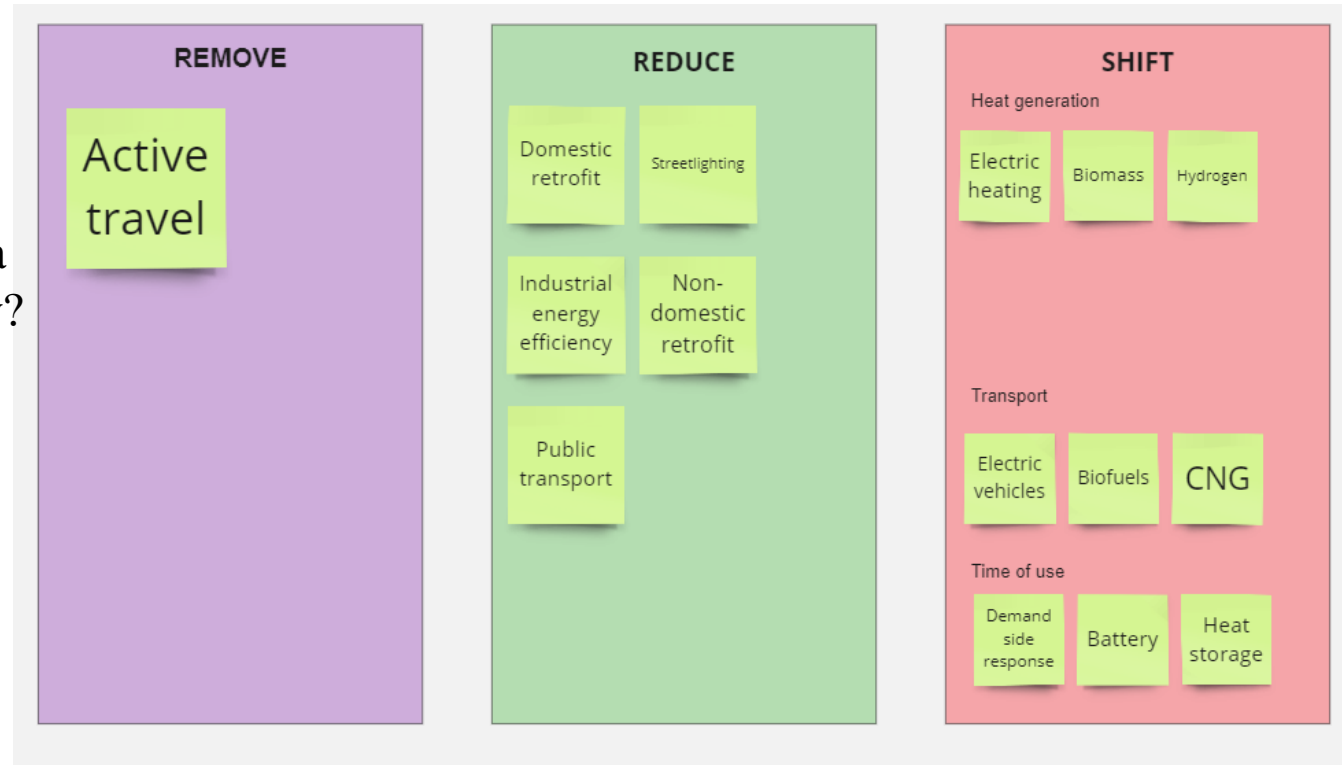 REMOVE
Active
travel
REDUCE
Domestic
retrofit
Streetlighting
Industrial
energy
efficiency
Non-
domestic
retrofit
Public
transport
SHIFT
Heat generation
Electric
heating
Biomass
Hydrogen
Transport
Electric
vehicles
Biofuels
CNG
Time of use
Demand
side
response
Battery
Heat
storage